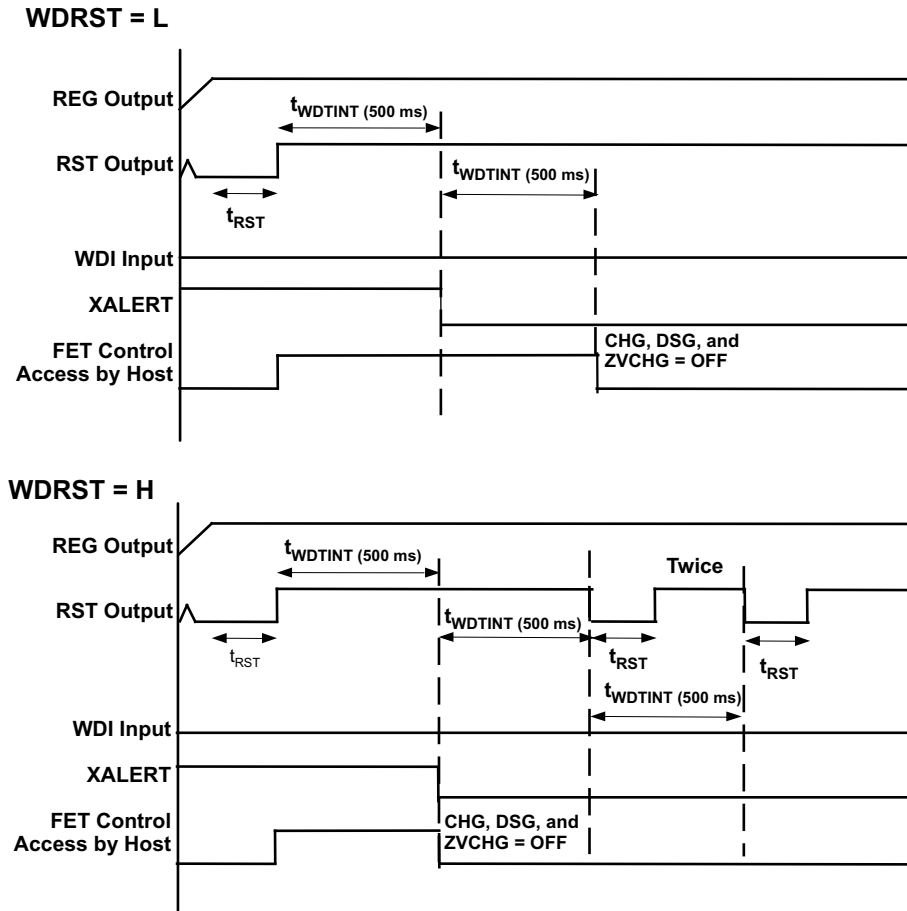 WDRST = L
REG Output
tWDTINT (500 ms)
RST Output
tWDTINT (500 ms)
tRST
WDI Input
XALERT
FET Control
Access by Host
CHG, DSG, and
ZVCHG = OFF
WDRST = H
REG Output
tWDTINT (500 ms)
Twice
RST Output
tWDTINT (500 ms)
tRST
tRST
tRST
tWDTINT (500 ms)
WDI Input
XALERT
FET Control
Access by Host
CHG, DSG, and
ZVCHG = OFF